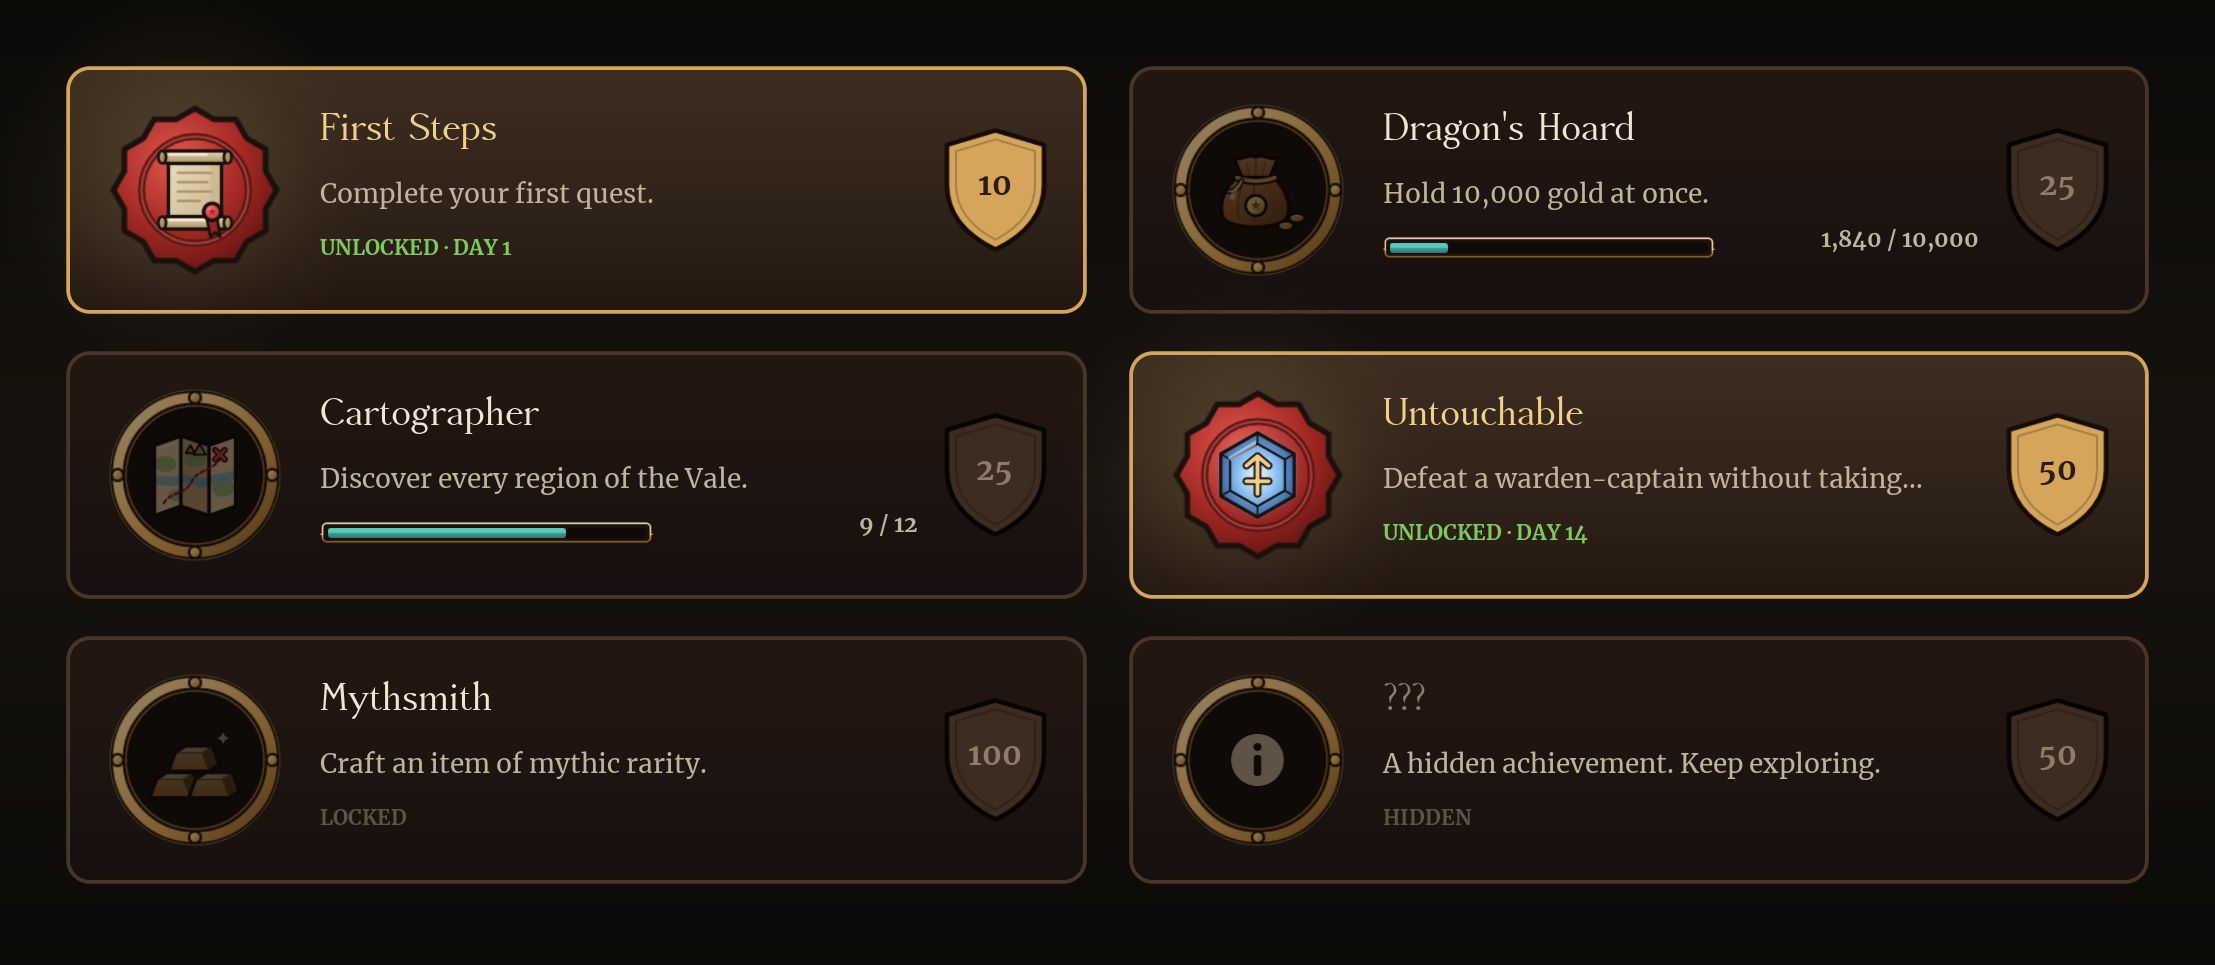 First Steps
Complete your first quest.
UNLOCKED · DAY 1
10
Dragon's Hoard
Hold 10,000 gold at once.
1,840 / 10,000
25
Cartographer
Discover every region of the Vale.
9 / 12
25
Untouchable
Defeat a warden-captain without taking...
UNLOCKED · DAY 14
50
Mythsmith
Craft an item of mythic rarity.
LOCKED
100
???
A hidden achievement. Keep exploring.
HIDDEN
50